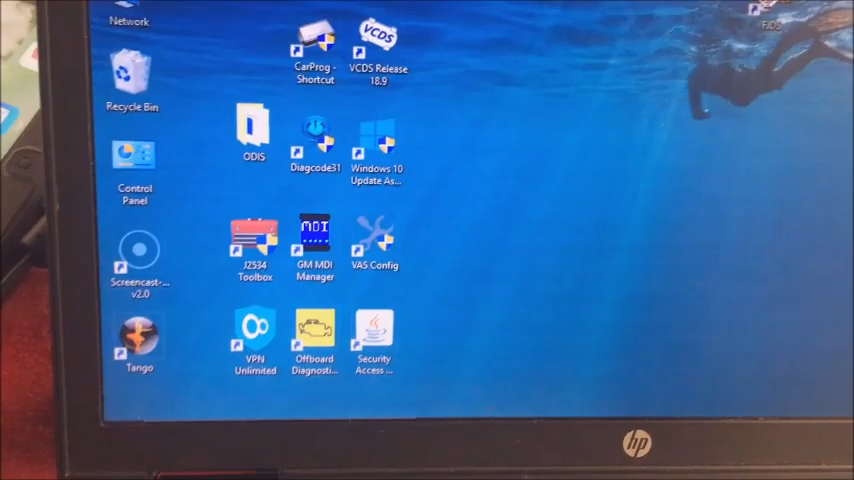 Network
Recycle Bin
Control
Panel
Screencast-...
v2.0
Tango
ODIS
J2534
Toolbox
VPN
Unlimited
CarProg -
Shortcut
Diagcode31
MDI
GM MDI
Manager
Offboard
Diagnosti...
VCDS
VCDS Release
18.9
Windows 10
Update As...
VAS Config
Security
Access ...
FJDS
hp